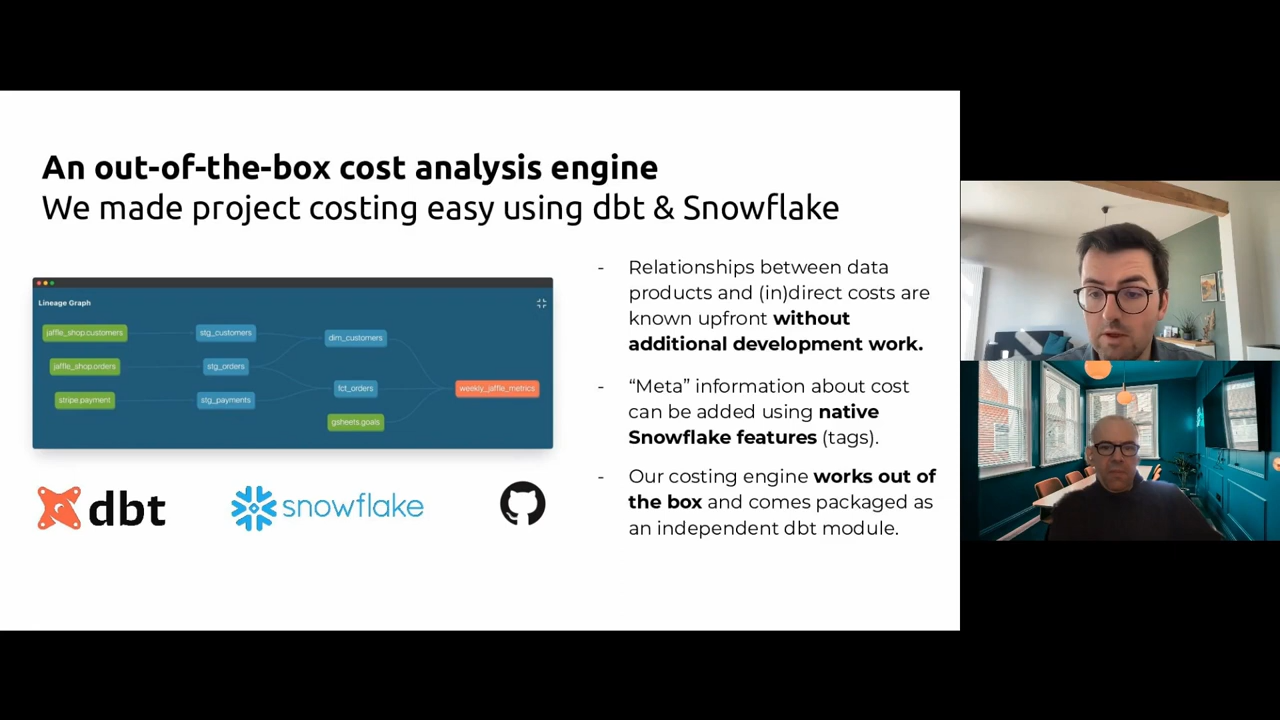 An out-of-the-box cost analysis engine
We made project costing easy using dbt & Snowflake
Lineage Graph
jaffle_shop.customers
stg_customers
dim_customers
jaffle_shop.orders
stg_orders
fct_orders
weekly_jaffle_metrics
stripe.payment
stg_payments
gsheets.goals
dbt
snowflake
- Relationships between data
products and (in)direct costs are
known upfront without
additional development work.
- “Meta” information about cost
can be added using native
Snowflake features (tags).
- Our costing engine works out of
the box and comes packaged as
an independent dbt module.